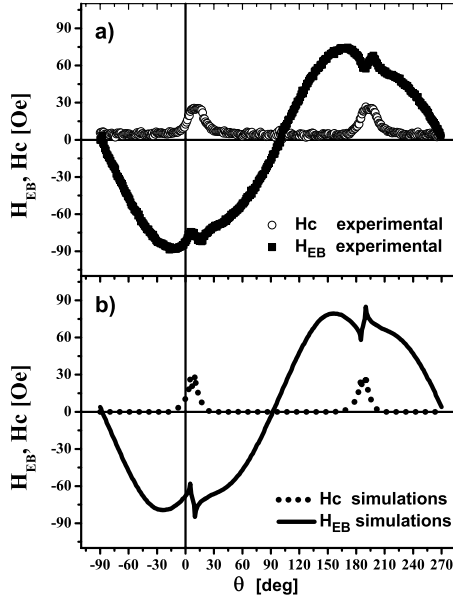 a)
90
60
30
0
-30
-60
-90
H_EB, Hc [Oe]
Hc experimental
H_EB experimental
b)
90
60
30
0
-30
-60
-90
H_EB, Hc [Oe]
Hc simulations
H_EB simulations
-90 -60 -30 0 30 60 90 120 150 180 210 240 270
θ [deg]